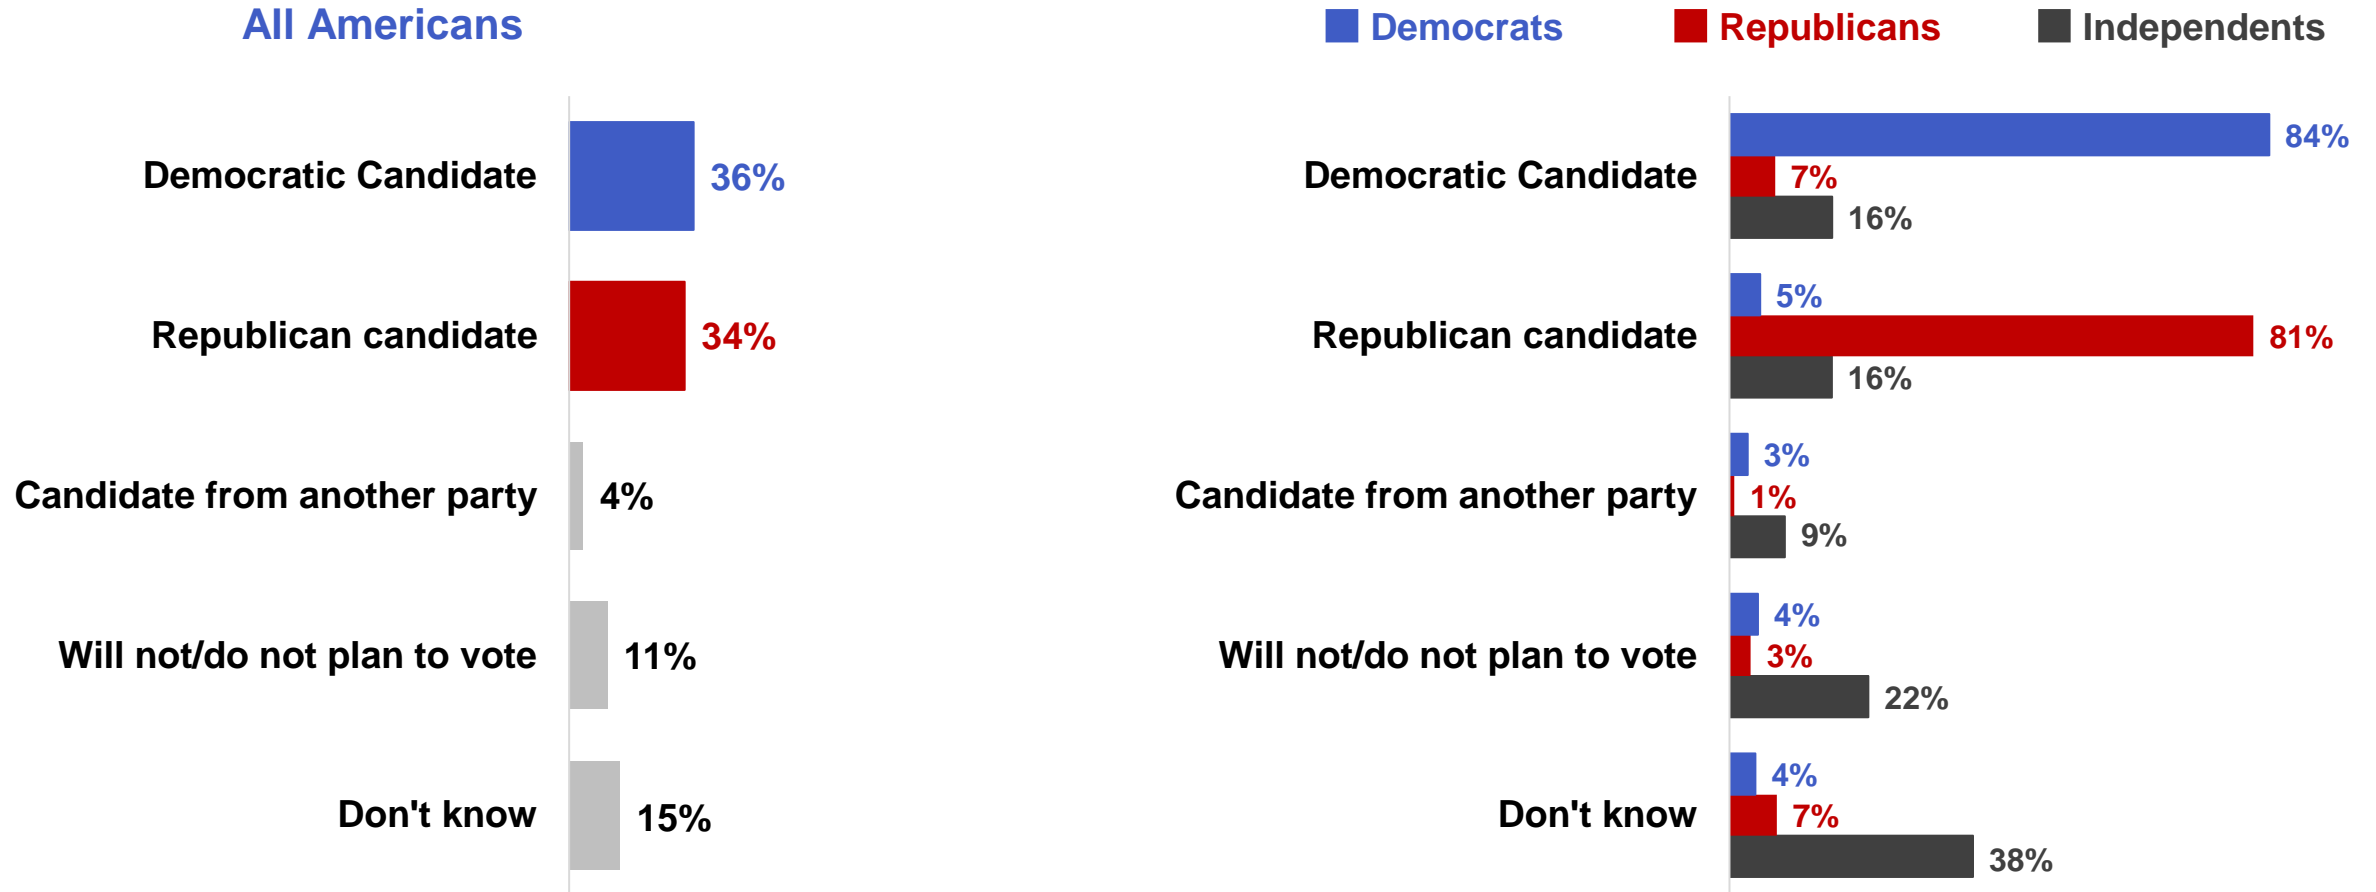 All Americans
Democratic Candidate
36%
Republican candidate
34%
Candidate from another party
4%
Will not/do not plan to vote
11%
Don't know
15%
Democrats Republicans Independents
Democratic Candidate
84%
7%
16%
Republican candidate
5%
81%
16%
Candidate from another party
3%
1%
9%
Will not/do not plan to vote
4%
3%
22%
Don't know
4%
7%
38%